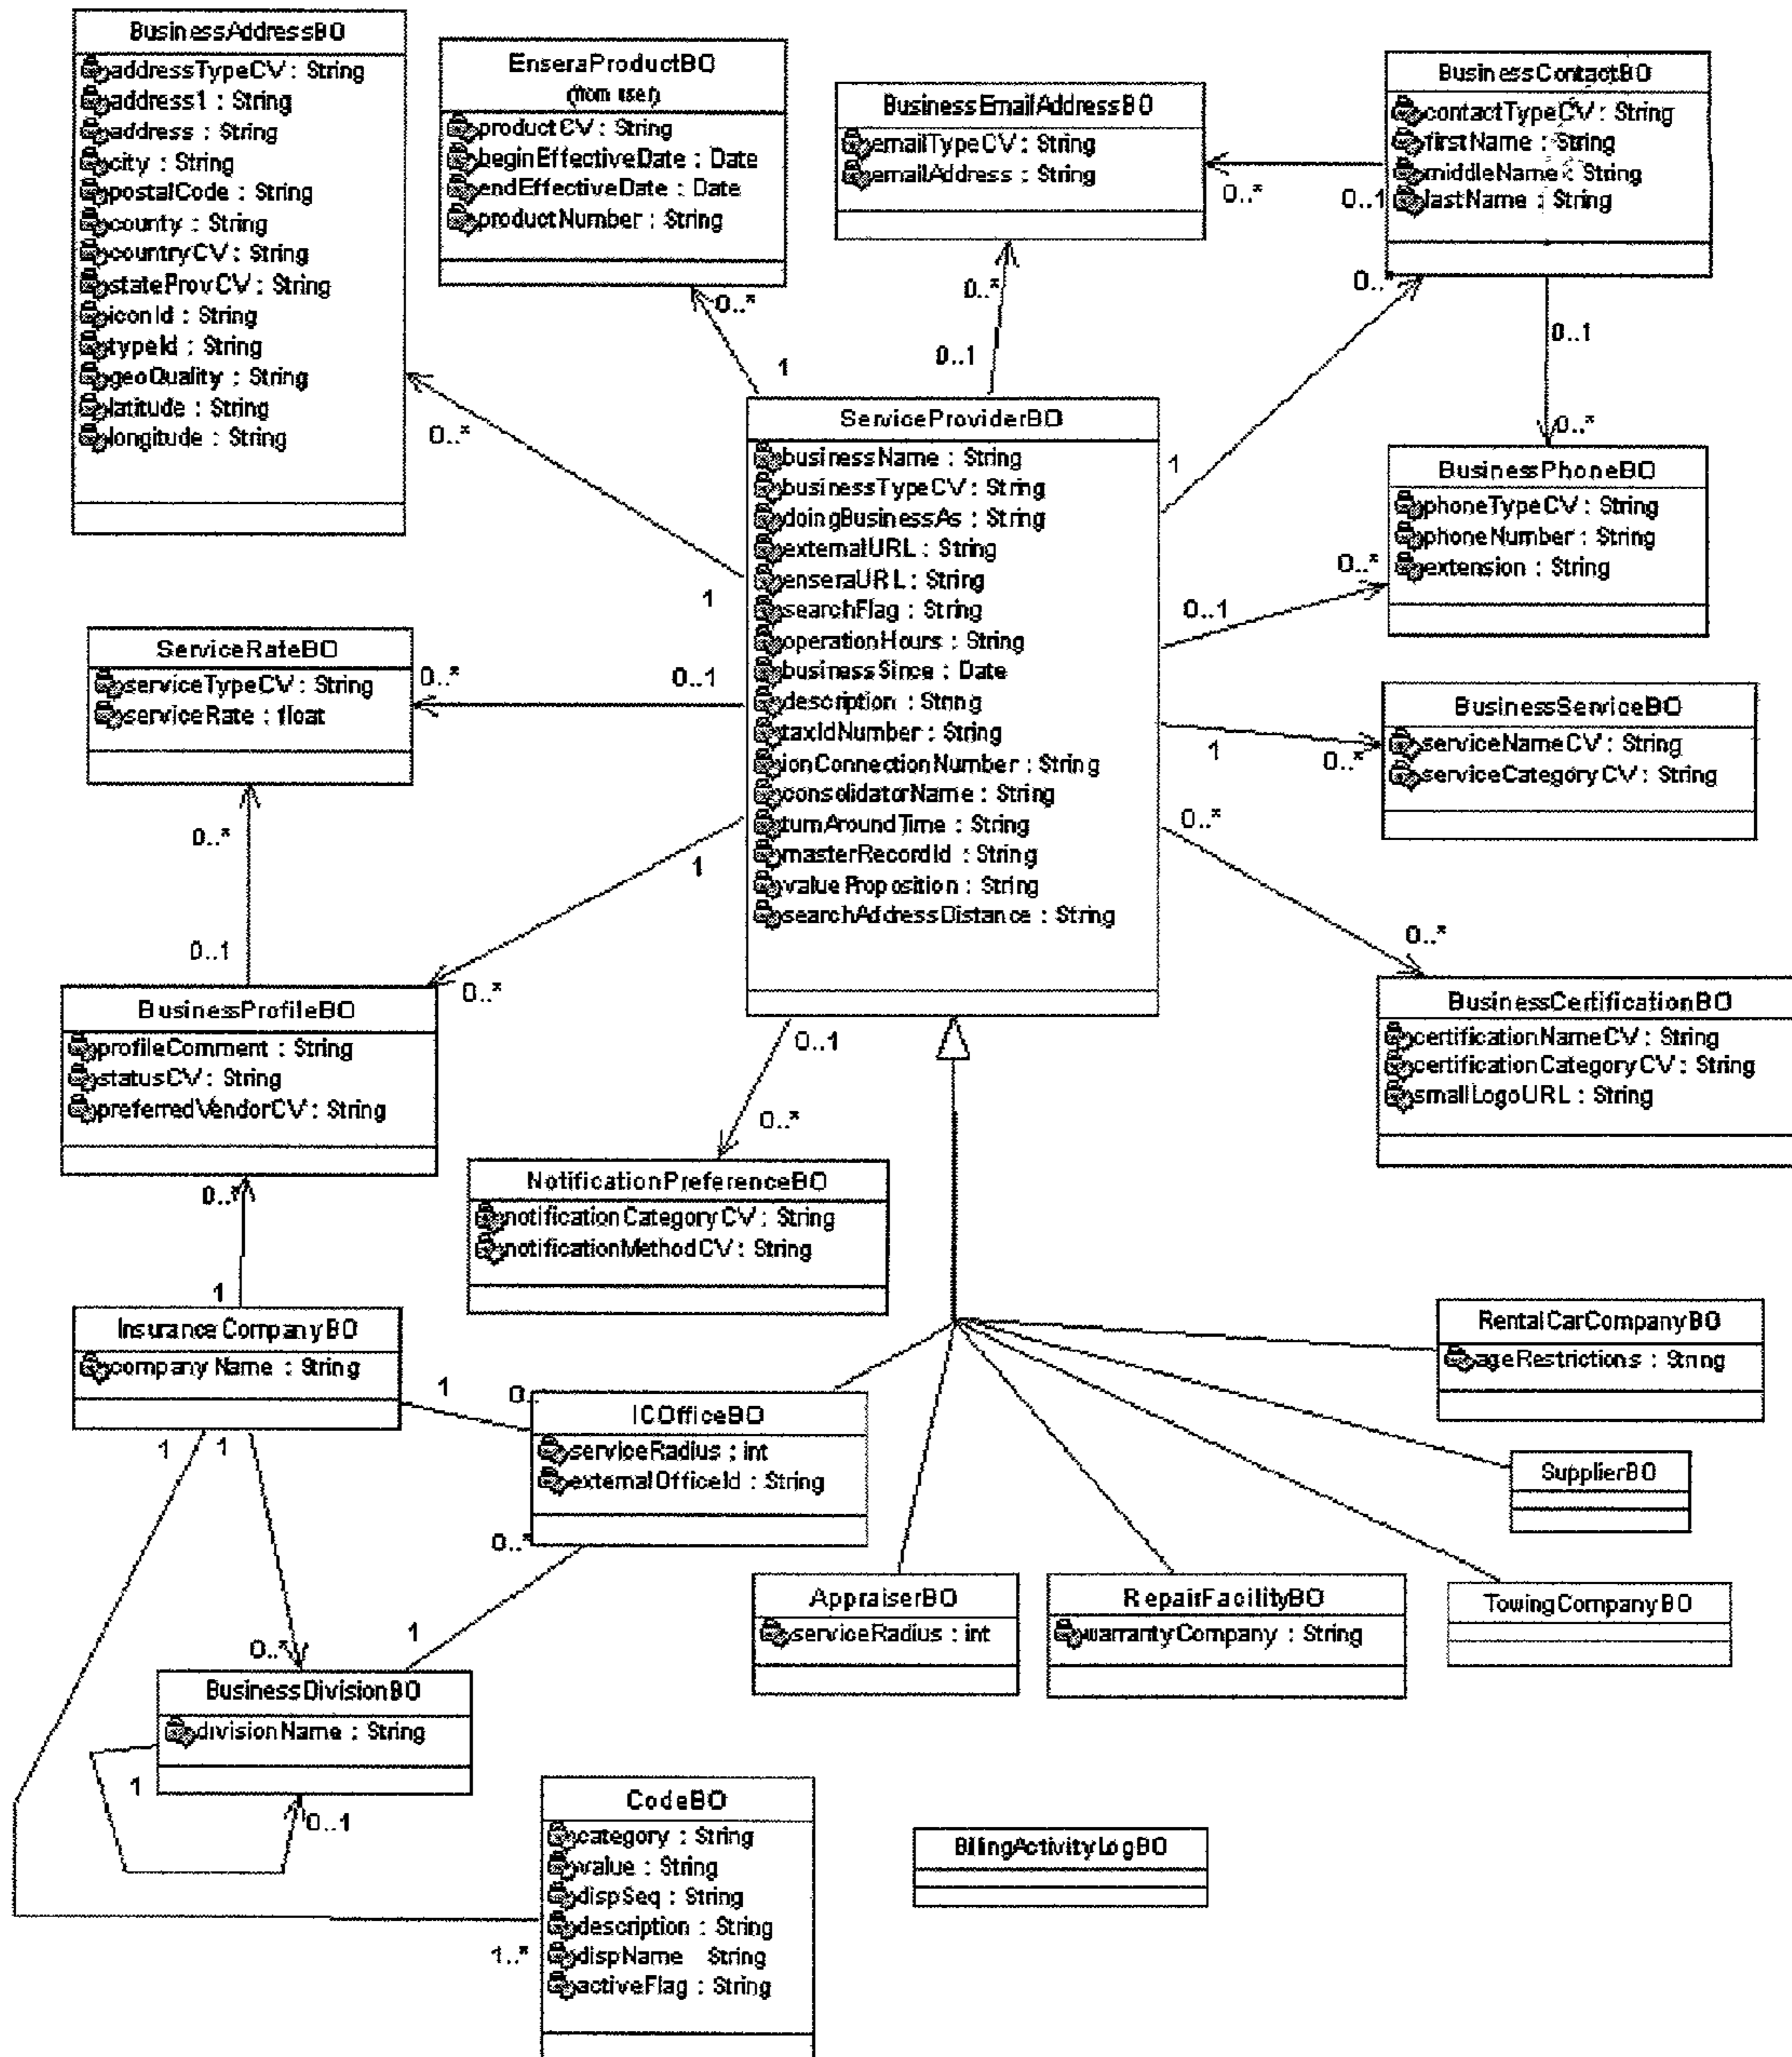 BusinessAddressBO
addressTypeCV : String
address1 : String
address : String
city : String
postalCode : String
county : String
countryCV : String
stateProvCV : String
iconId : String
typeId : String
geoQuality : String
latitude : String
longitude : String
EnseraProductBO
(from user)
productCV : String
beginEffectiveDate : Date
endEffectiveDate : Date
productNumber : String
BusinessEmailAddressBO
emailTypeCV : String
emailAddress : String
BusinessContactBO
contactTypeCV : String
firstName : String
middleName : String
lastName : String
0..*
0..1
0..*
0..*
0..*
0..1
1
0..1
0..*
0..*
1
ServiceProviderBO
businessName : String
businessTypeCV : String
doingBusinessAs : String
externalURL : String
enseraURL : String
searchFlag : String
operationHours : String
businessSince : Date
description : String
taxIdNumber : String
ionConnectionNumber : String
consolidatorName : String
turnAroundTime : String
masterRecordId : String
valueProposition : String
searchAddressDistance : String
1
BusinessPhoneBO
phoneTypeCV : String
phoneNumber : String
extension : String
0..*
0..1
ServiceRateBO
serviceTypeCV : String
serviceRate : float
0..*
0..1
BusinessServiceBO
serviceNameCV : String
serviceCategoryCV : String
1
0..*
0..*
1
0..*
0..1
0..*
0..*
BusinessProfileBO
profileComment : String
statusCV : String
preferredVendorCV : String
BusinessCertificationBO
certificationNameCV : String
certificationCategoryCV : String
smallLogoURL : String
0..1
0..*
NotificationPreferenceBO
notificationCategoryCV : String
notificationMethodCV : String
0..*
1
InsuranceCompanyBO
companyName : String
RentalCarCompanyBO
ageRestrictions : String
1
0..
ICOfficeBO
serviceRadius : int
externalOfficeId : String
SupplierBO
1
1
0..*
AppraiserBO
serviceRadius : int
RepairFacilityBO
warrantyCompany : String
TowingCompanyBO
1
0..*
BusinessDivisionBO
divisionName : String
1
0..1
CodeBO
category : String
value : String
dispSeq : String
description : String
dispName String
activeFlag : String
1..*
BillingActivityLogBO